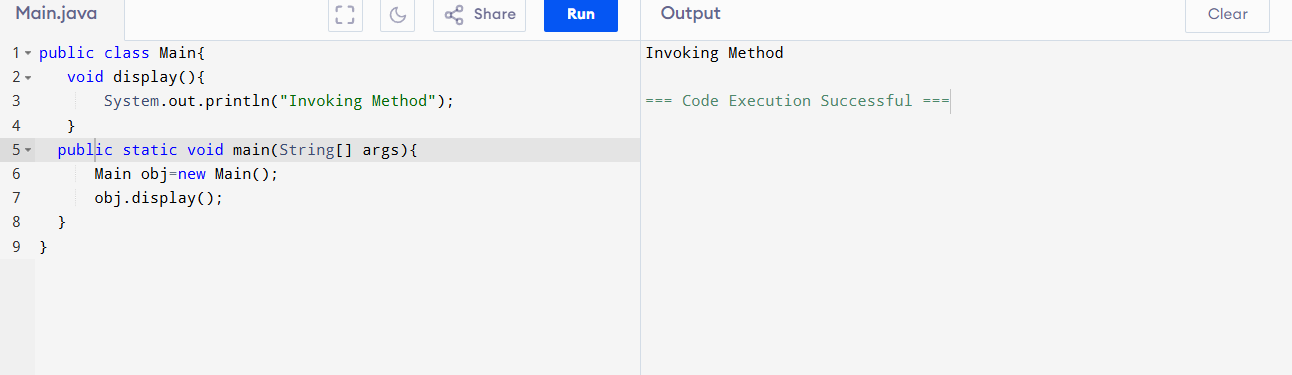 Main.java
Share
Run
Output
Clear
1 public class Main{
2 void display(){
3 System.out.println("Invoking Method");
4 }
5 public static void main(String[] args){
6 Main obj=new Main();
7 obj.display();
8 }
9 }
Invoking Method
=== Code Execution Successful ===